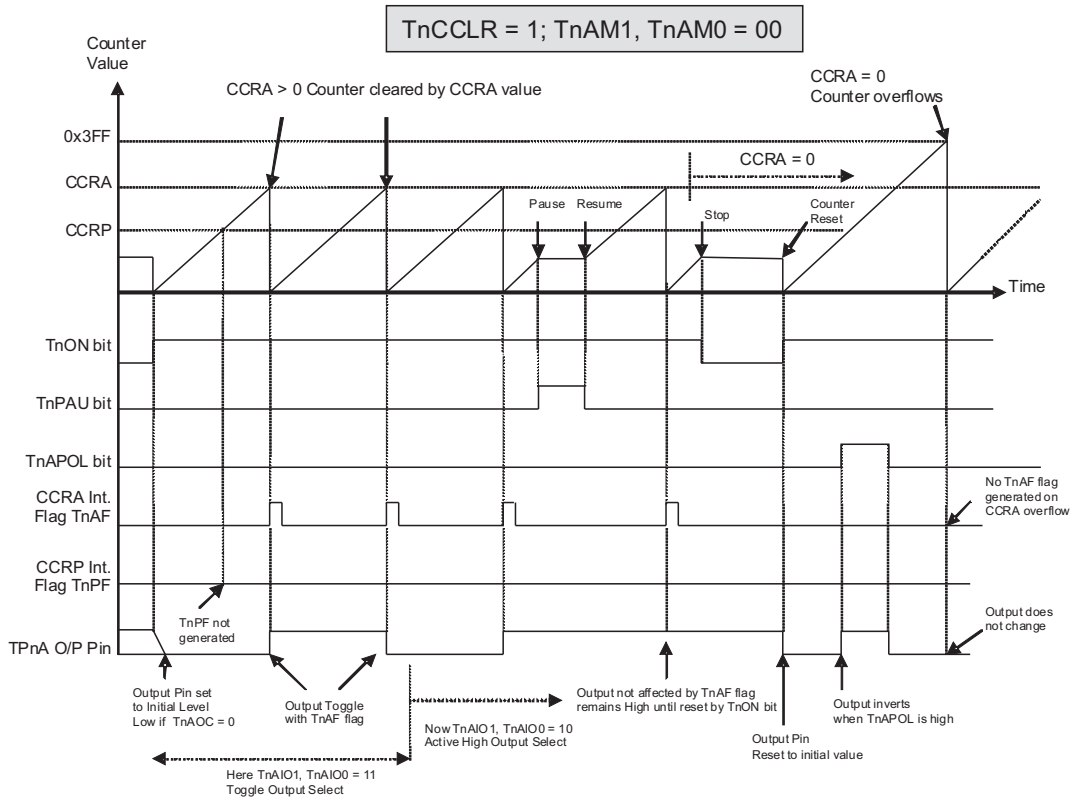 TnCCLR = 1; TnAM1, TnAM0 = 00
Counter
Value
CCRA > 0 Counter cleared by CCRA value
CCRA = 0
Counter overflows
0x3FF
CCRA = 0
CCRA
Pause
Resume
Stop
Counter
Reset
CCRP
Time
TnON bit
TnPAU bit
TnAPOL bit
No TnAF flag
generated on
CCRA overflow
CCRA Int.
Flag TnAF
CCRP Int.
Flag TnPF
TnPF not
generated
Output does
not change
TPnA O/P Pin
Output Pin set
to Initial Level
Low if TnAOC = 0
Output Toggle
with TnAF flag
Now TnAIO1, TnAIO0 = 10
Active High Output Select
Output not affected by TnAF flag
remains High until reset by TnON bit
Output Pin
Reset to initial value
Output inverts
when TnAPOL is high
Here TnAIO1, TnAIO0 = 11
Toggle Output Select